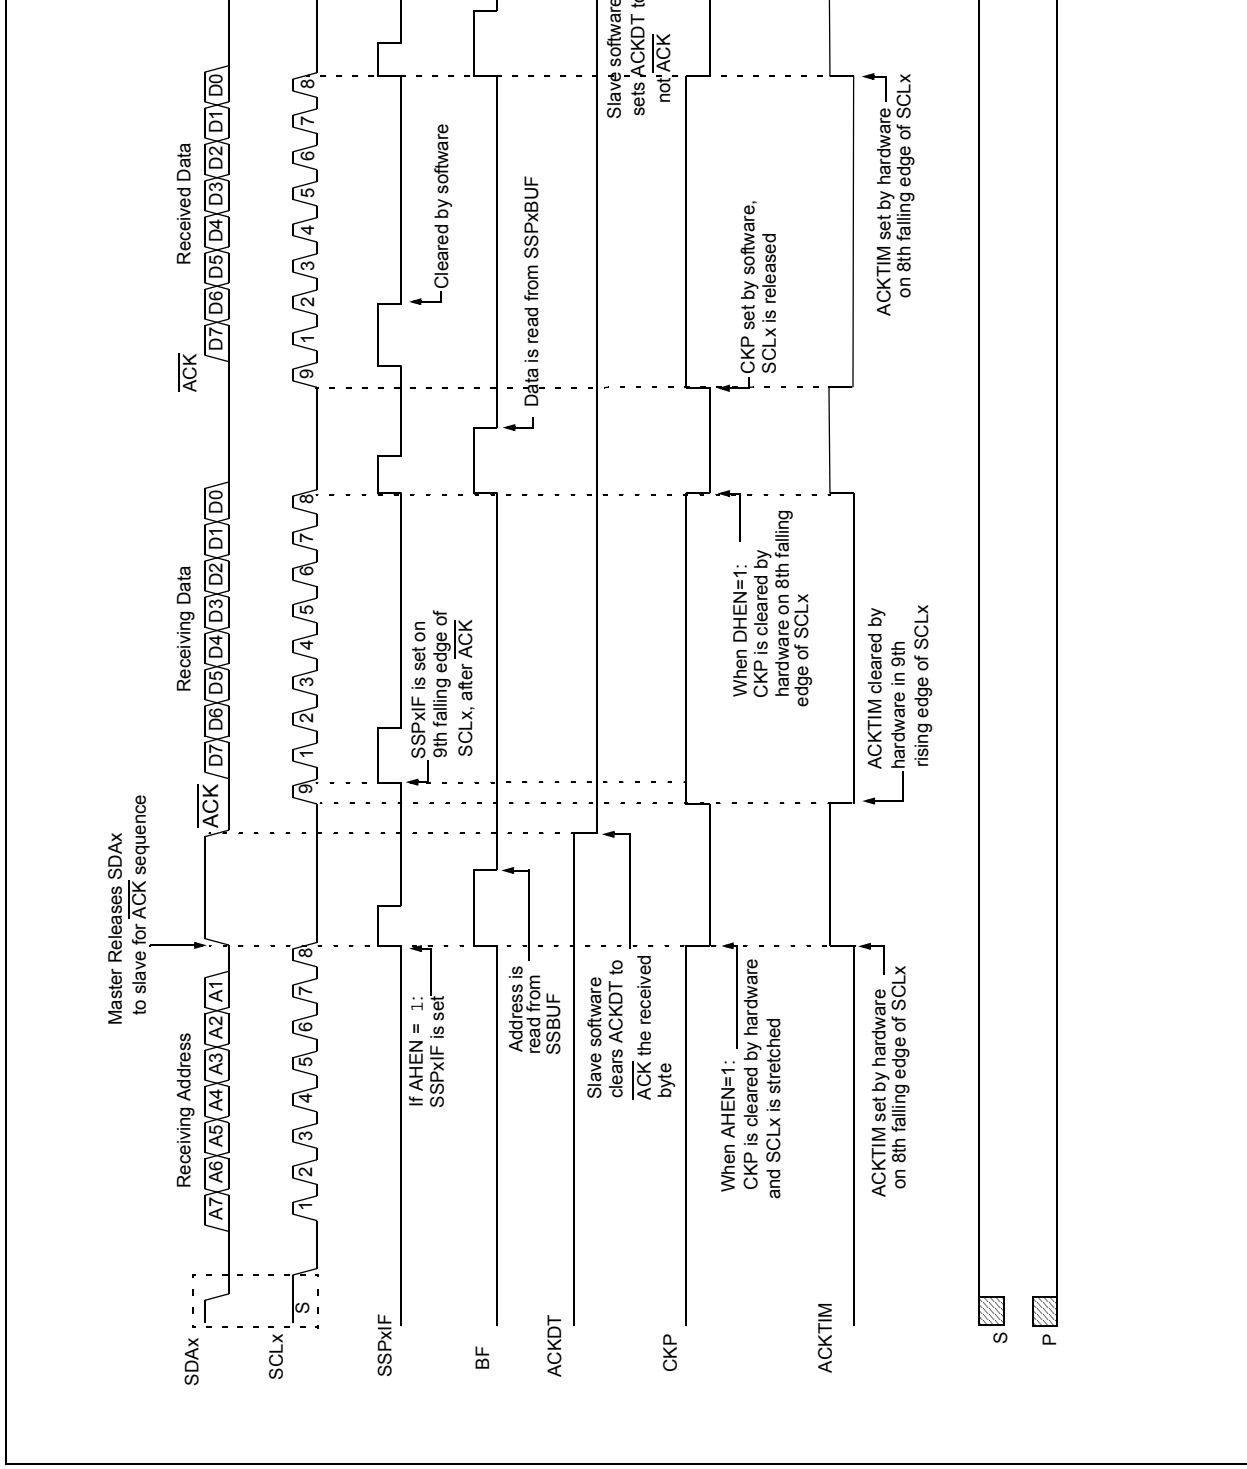 Master Releases SDAx
to slave for ACK sequence
Receiving Address
Receiving Data
ACK
Received Data
SDAx
A7 A6 A5 A4 A3 A2 A1
ACK
D7 D6 D5 D4 D3 D2 D1 D0
D7 D6 D5 D4 D3 D2 D1 D0
SCLx
S
1 2 3 4 5 6 7 8
9 1 2 3 4 5 6 7 8
9 1 2 3 4 5 6 7 8
SSPxIF
If AHEN = 1:
SSPxIF is set
SSPxIF is set on
9th falling edge of
SCLx, after ACK
Cleared by software
BF
Address is
read from
SSBUF
Data is read from SSPxBUF
ACKDT
Slave software
clears ACKDT to
ACK the received
byte
Slave software
sets ACKDT to
not ACK
CKP
When AHEN=1:
CKP is cleared by hardware
and SCLx is stretched
When DHEN=1:
CKP is cleared by
hardware on 8th falling
edge of SCLx
CKP set by software,
SCLx is released
ACKTIM
ACKTIM set by hardware
on 8th falling edge of SCLx
ACKTIM cleared by
hardware in 9th
rising edge of SCLx
ACKTIM set by hardware
on 8th falling edge of SCLx
S
P